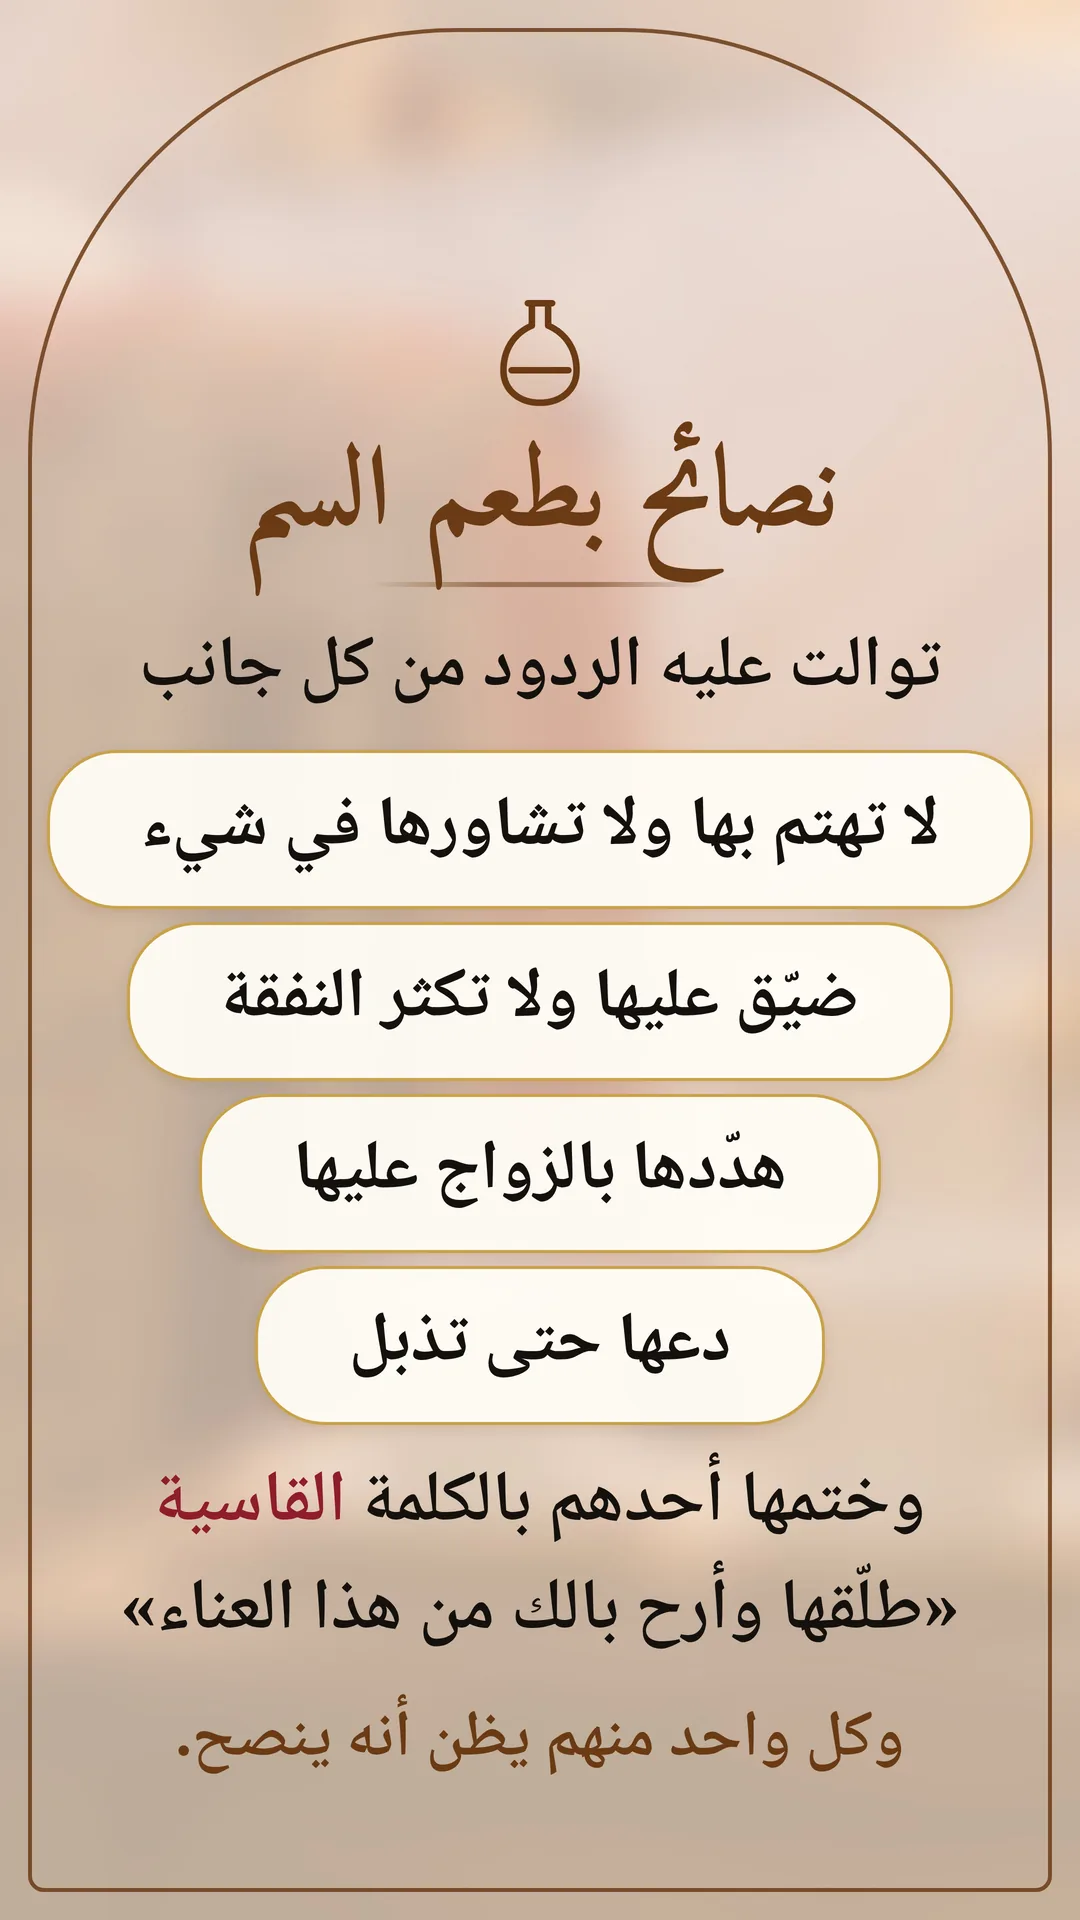 نصائح بطعم السم
توالت عليه الردود من كل جانب
لا تهتم بها ولا تشاورها في شيء
ضيّق عليها ولا تكثر النفقة
هدّدها بالزواج عليها
دعها حتى تذبل
وختمها أحدهم بالكلمة القاسية
«طلّقها وأرح بالك من هذا العناء»
وكل واحد منهم يظن أنه ينصح.